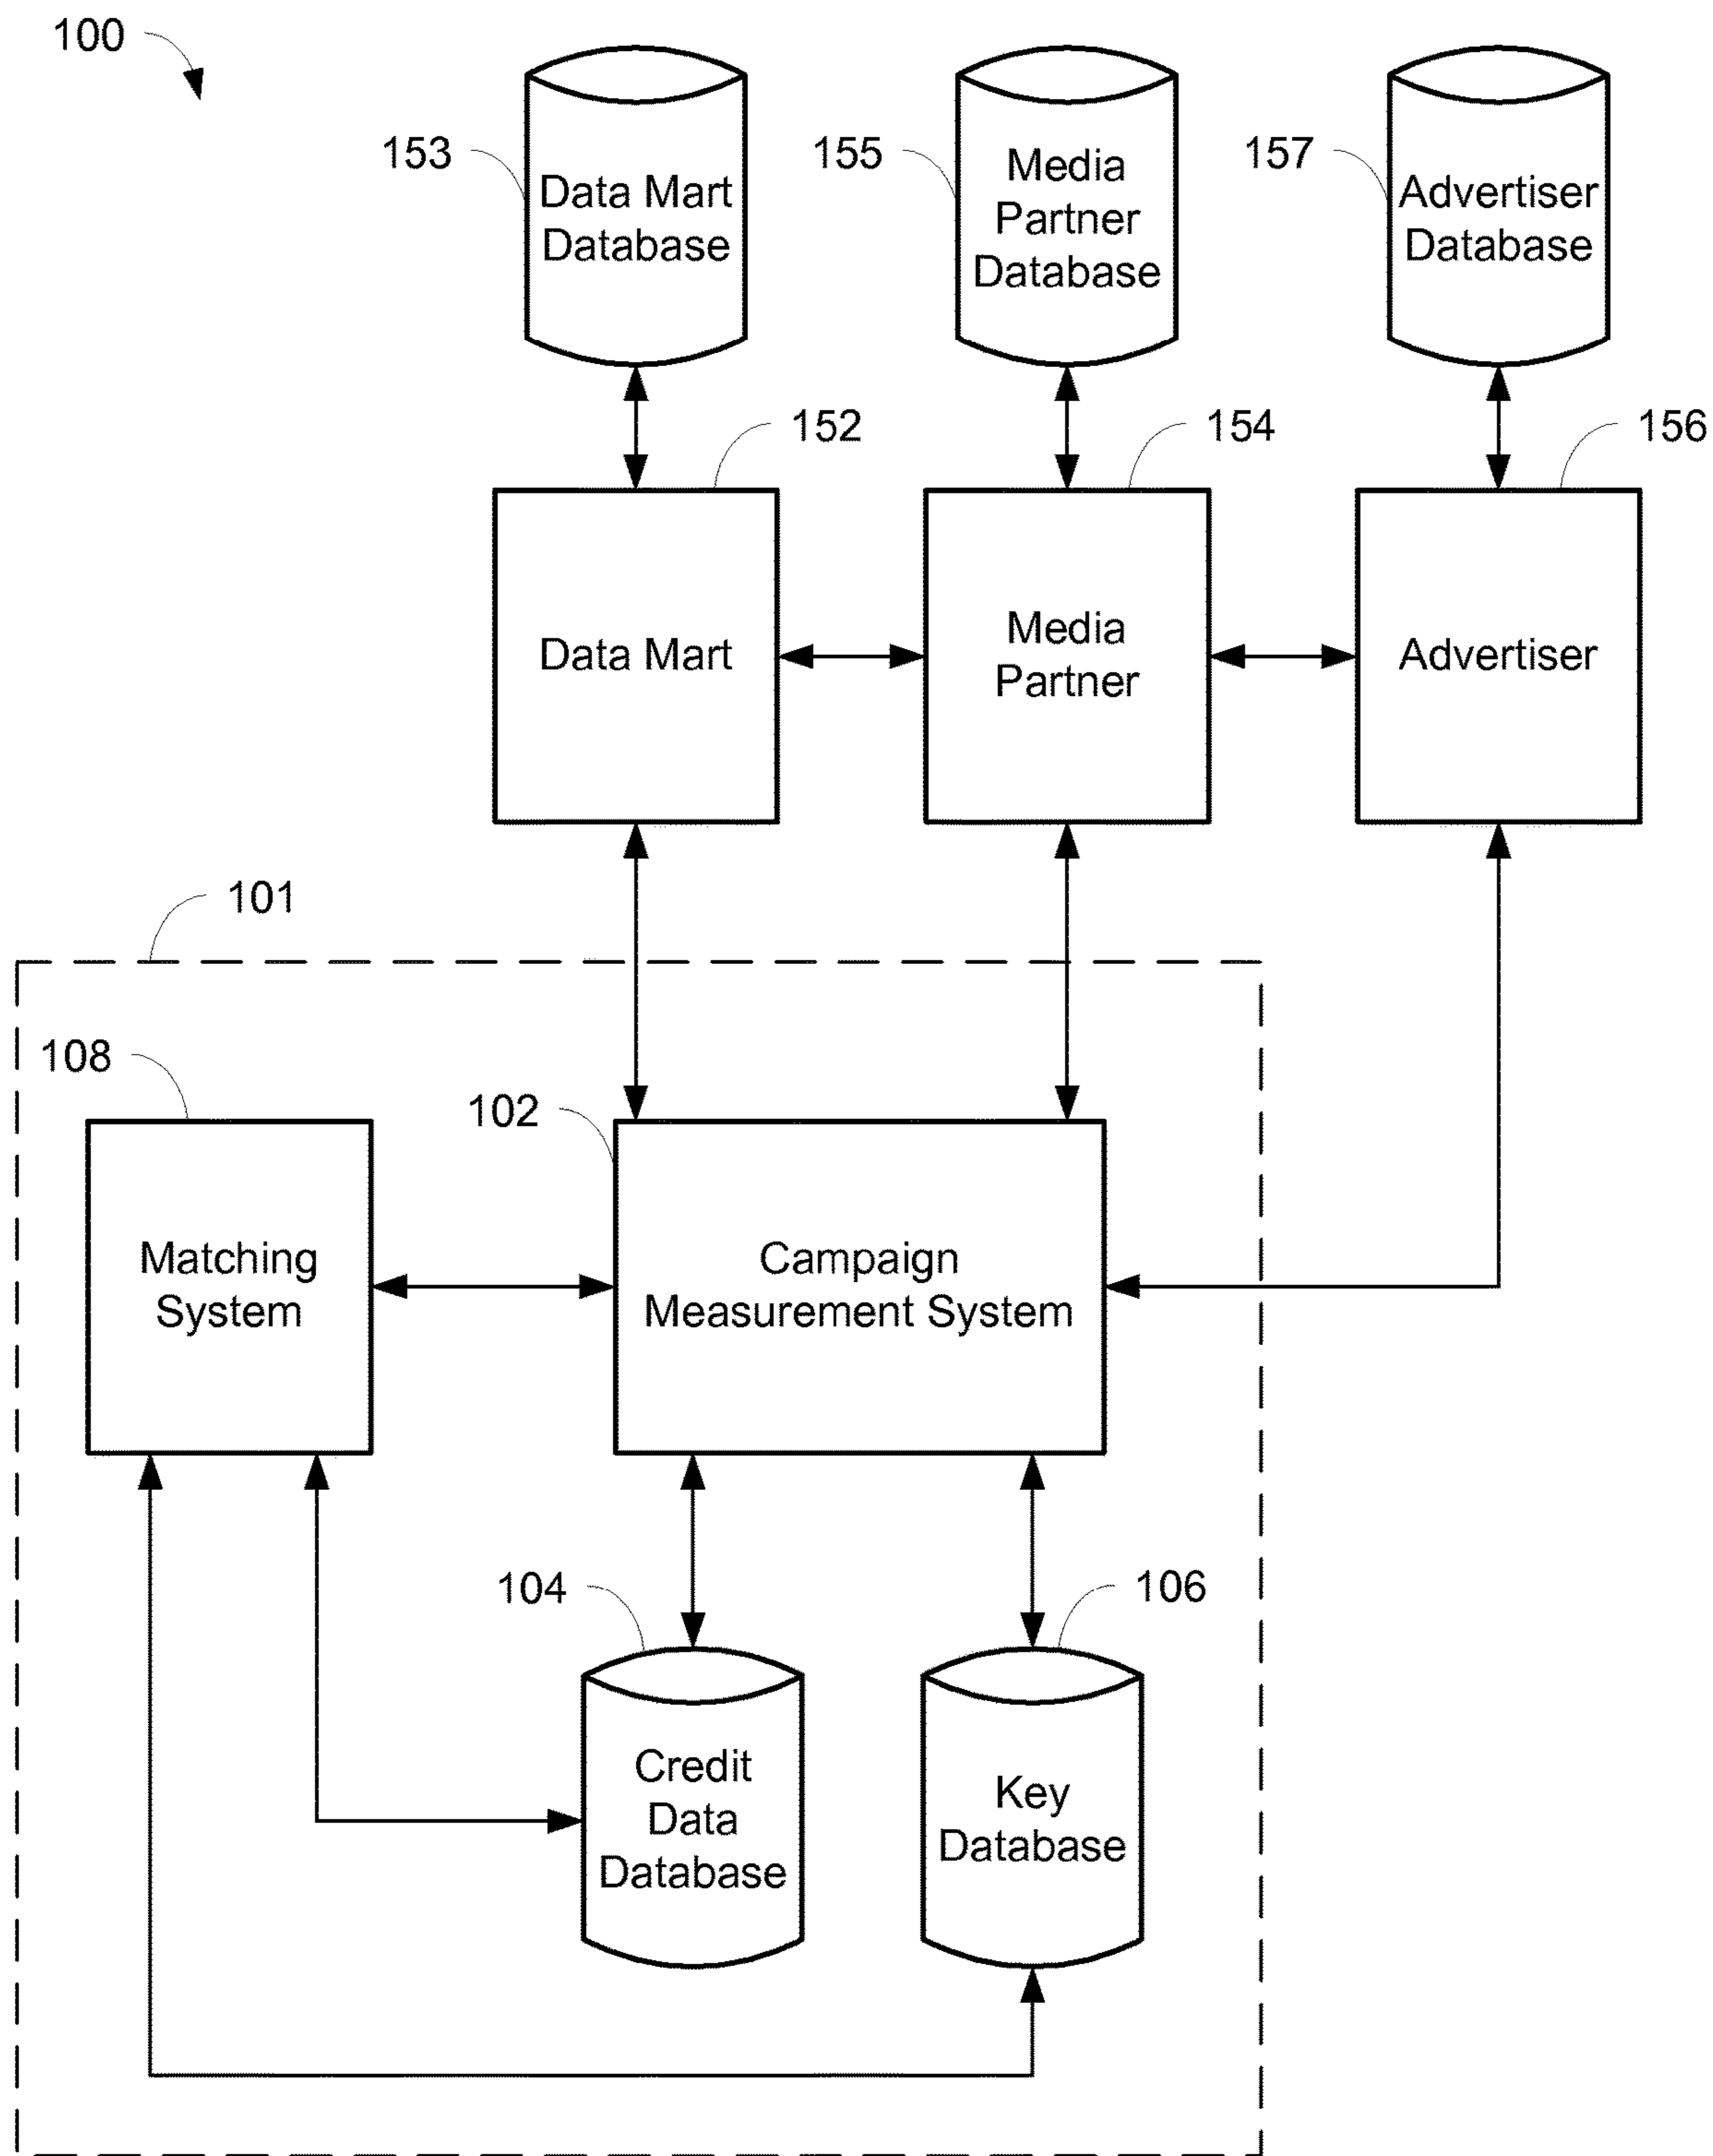 100
153
Data Mart
Database
155
Media
Partner
Database
157
Advertiser
Database
152
154
156
Data Mart
Media
Partner
Advertiser
101
108
102
Matching
System
Campaign
Measurement System
104
106
Credit
Data
Database
Key
Database